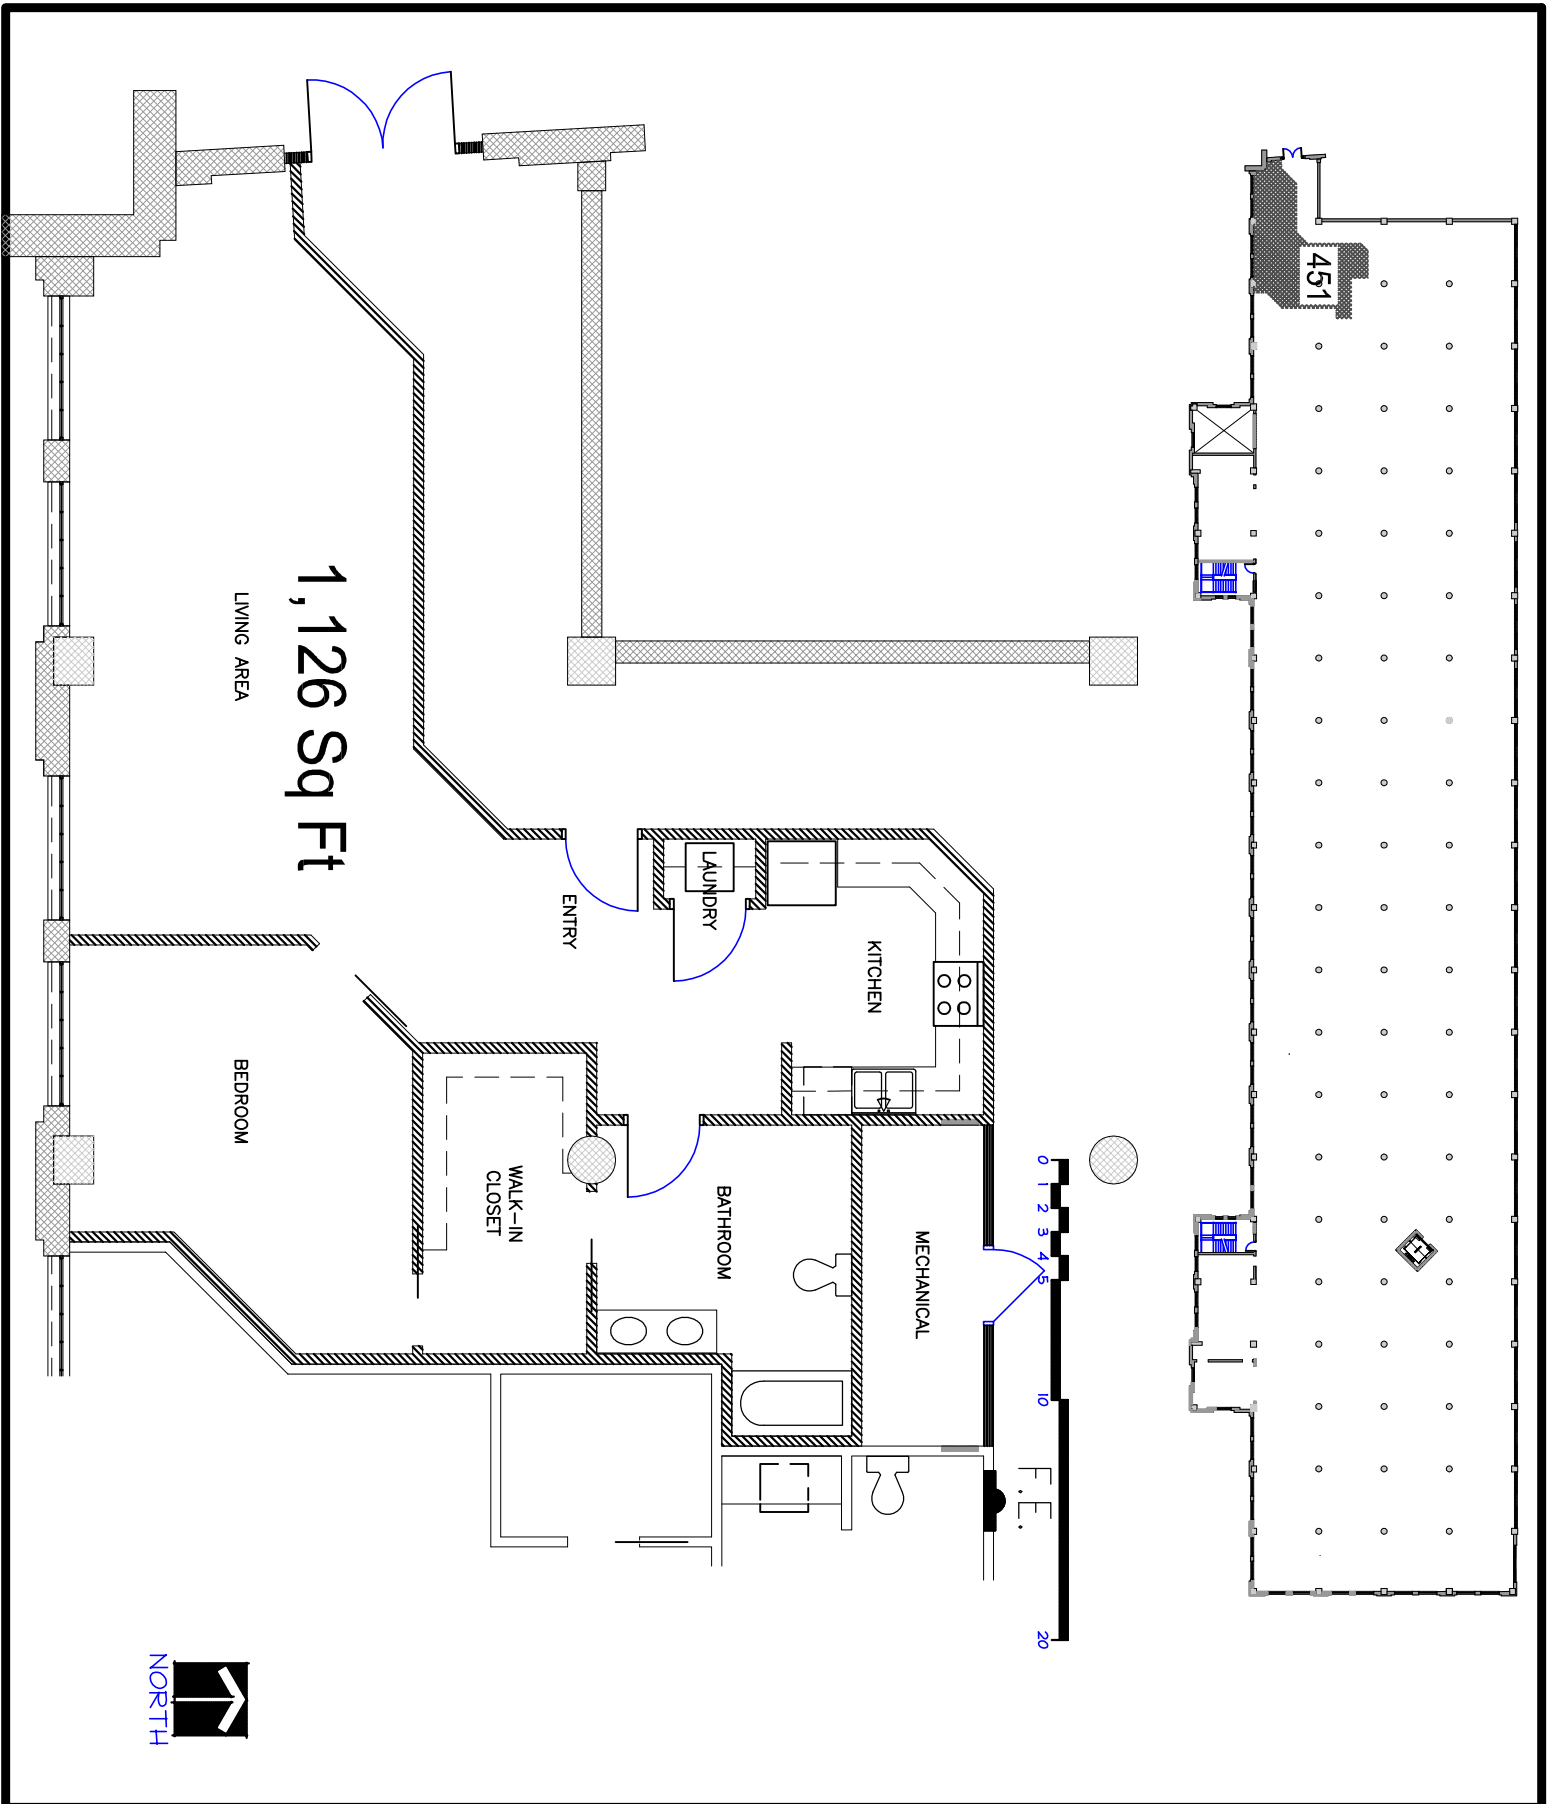 451
1,126 Sq Ft
LIVING AREA
ENTRY
LAUNDRY
KITCHEN
BEDROOM
WALK-IN
CLOSET
BATHROOM
MECHANICAL
0 1 2 3 4 5 10 20
F.E.
NORTH